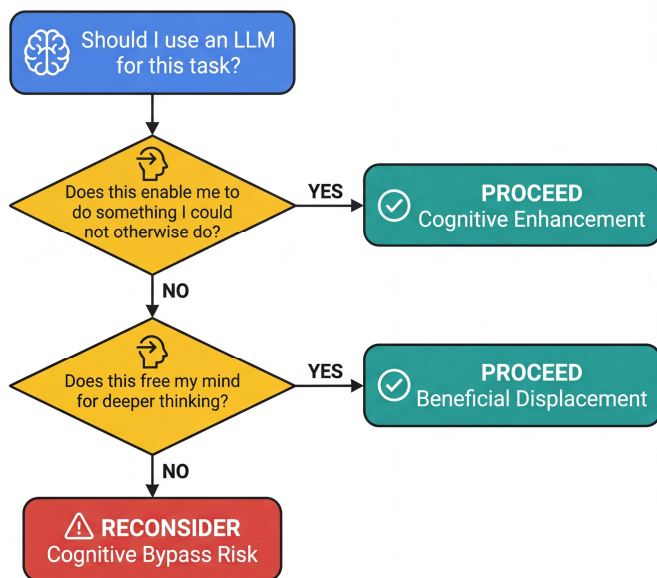 Should I use an LLM
for this task?
Does this enable me to
do something I could
not otherwise do?
YES
PROCEED
Cognitive Enhancement
NO
Does this free my mind
for deeper thinking?
YES
PROCEED
Beneficial Displacement
NO
RECONSIDER
Cognitive Bypass Risk